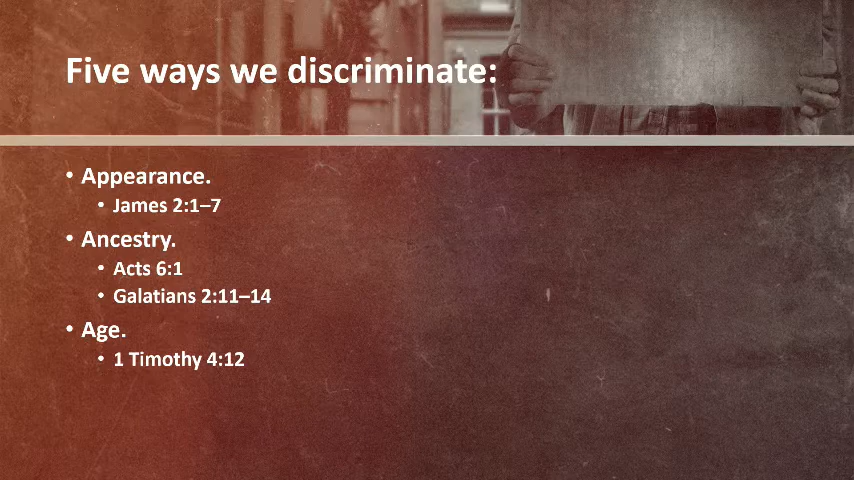 Five ways we discriminate:
• Appearance.
• James 2:1–7
• Ancestry.
• Acts 6:1
• Galatians 2:11–14
• Age.
• 1 Timothy 4:12